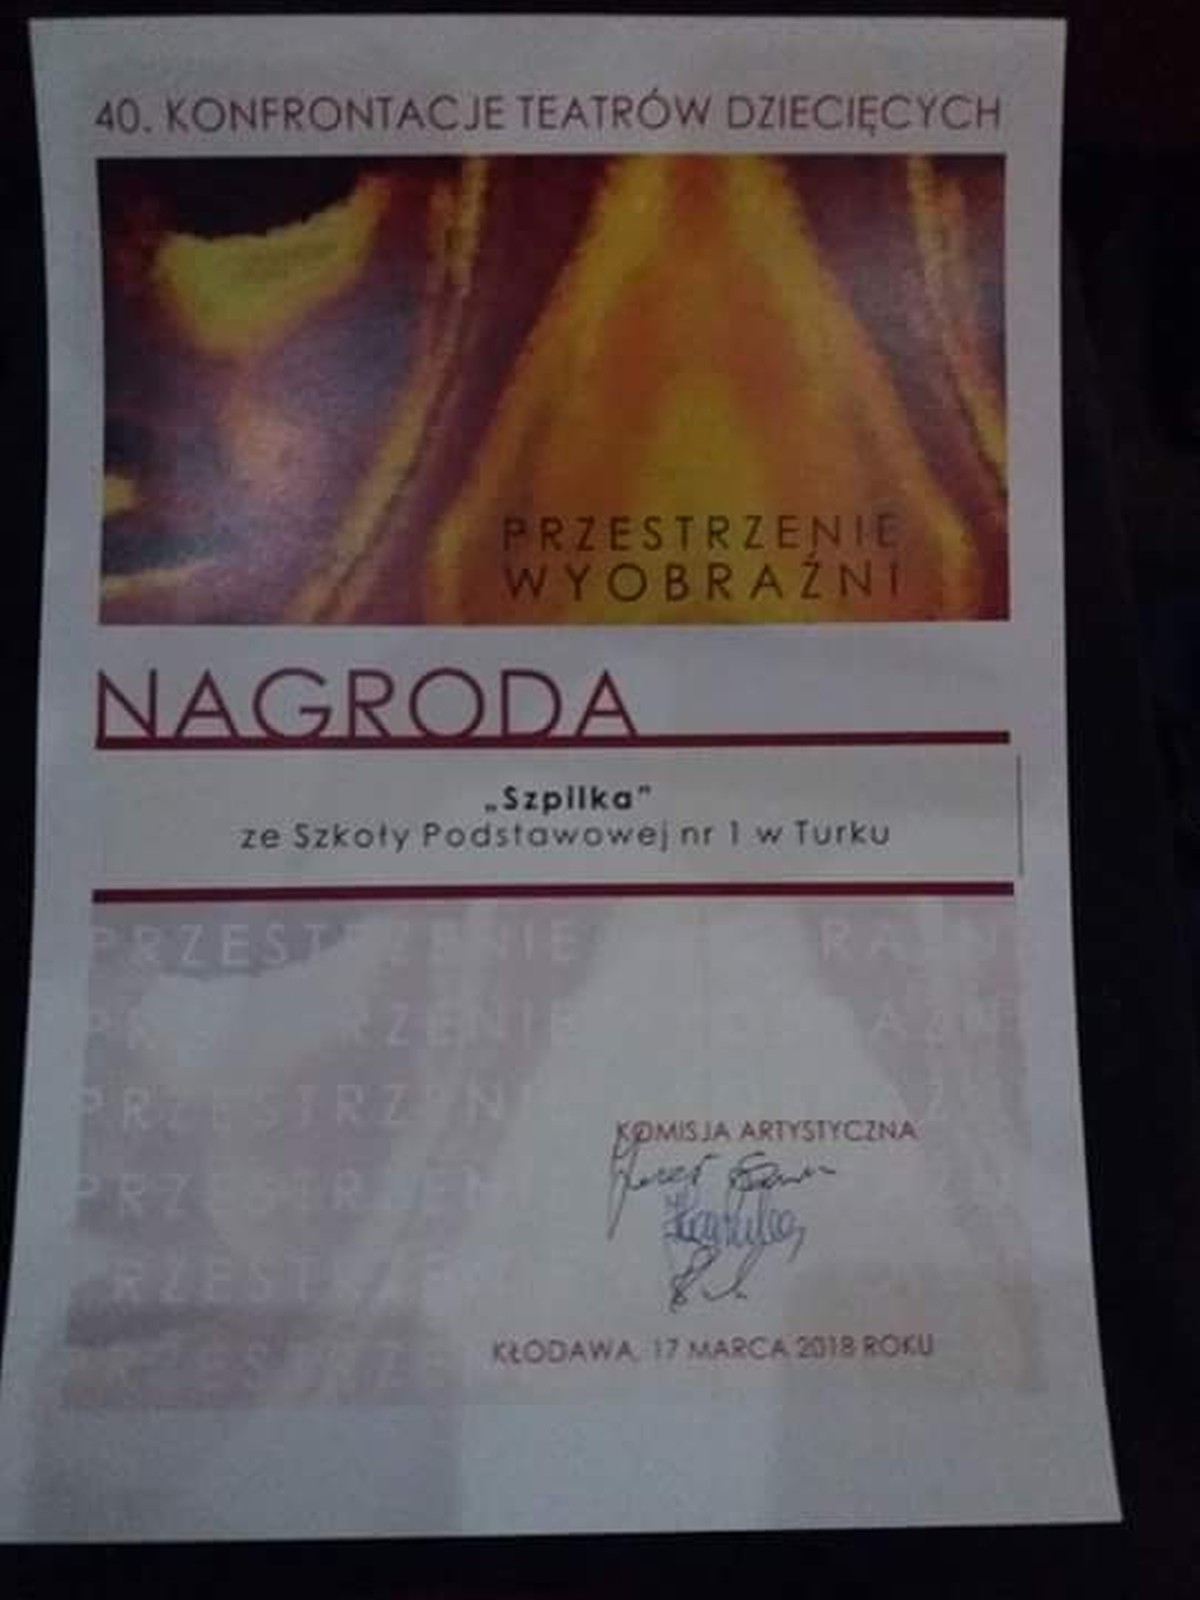 40. KONFRONTACJE TEATRÓW DZIECIĘCYCH
PRZESTRZENIE
WYOBRAŹNI
NAGRODA
„Szpilka"
ze Szkoły Podstawowej nr 1 w Turku
KOMISJA ARTYSTYCZNA
KŁODAWA, 17 MARCA 2018 ROKU